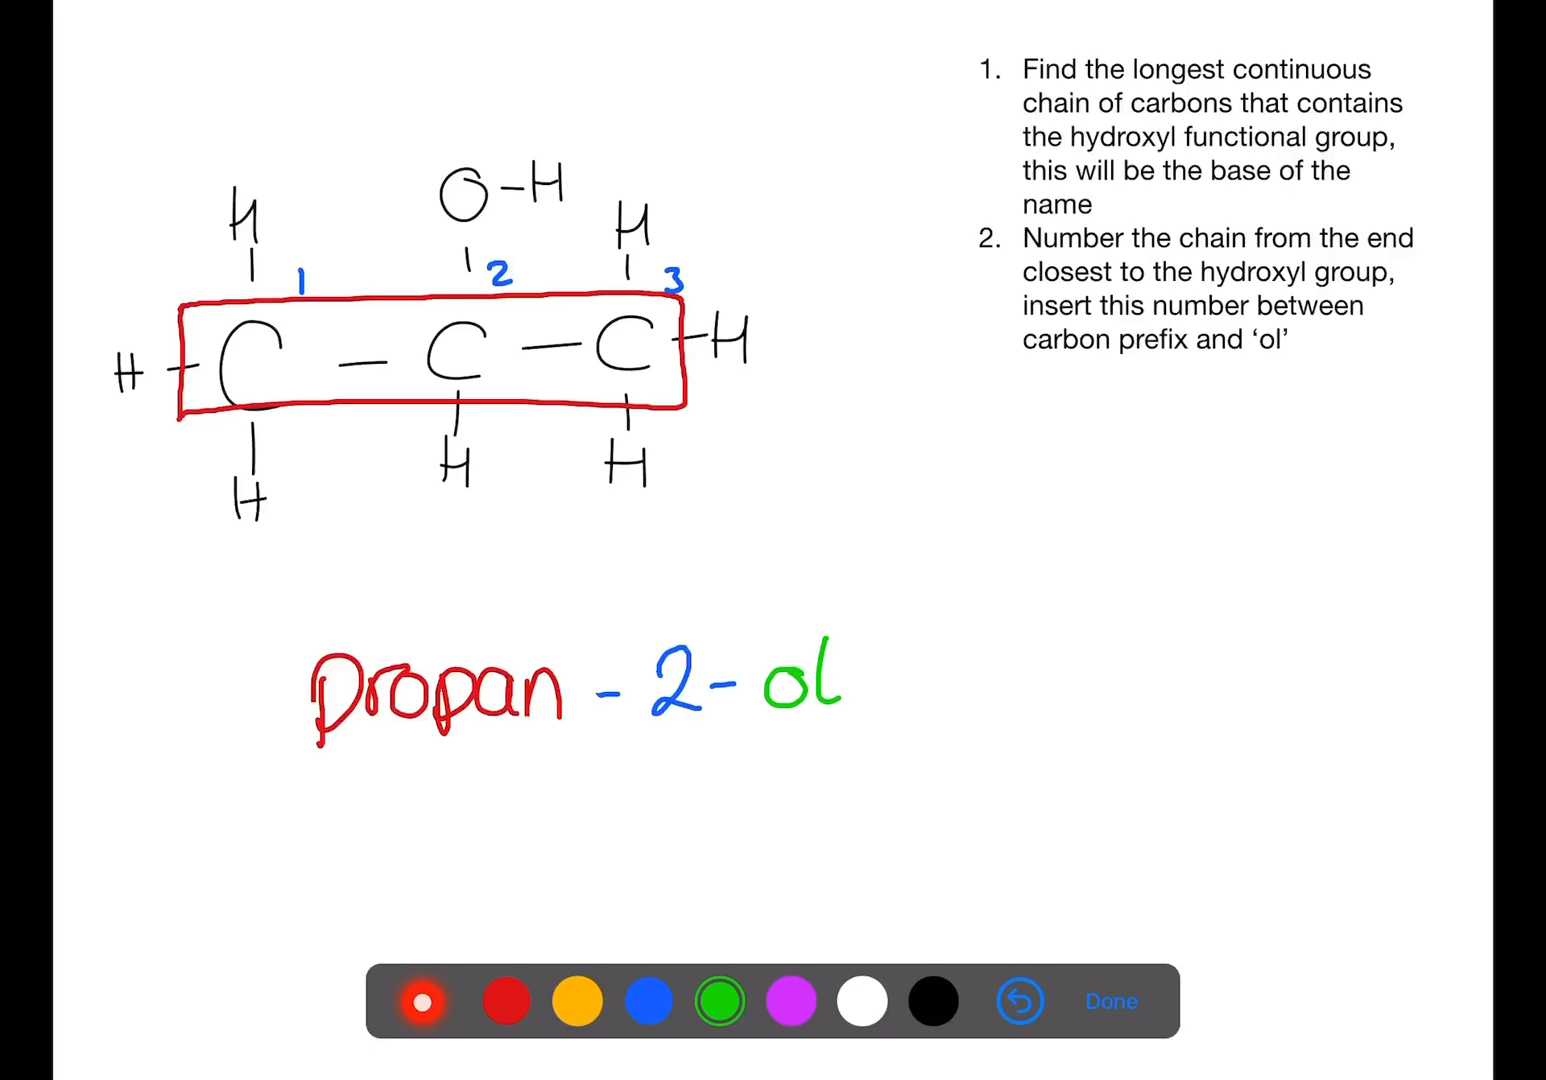 1. Find the longest continuous
chain of carbons that contains
the hydroxyl functional group,
this will be the base of the
name
2. Number the chain from the end
closest to the hydroxyl group,
insert this number between
carbon prefix and ‘ol’
H O-H H
1 2 3
H - C - C - C - H
H H H
propan - 2 - ol
Done